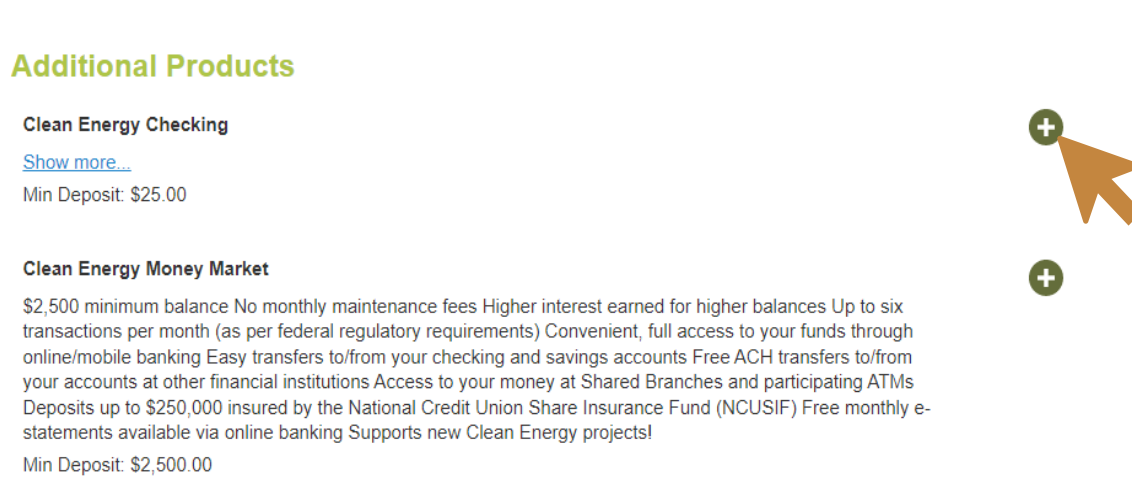 Additional Products
Clean Energy Checking
Show more...
Min Deposit: $25.00
Clean Energy Money Market
$2,500 minimum balance No monthly maintenance fees Higher interest earned for higher balances Up to six
transactions per month (as per federal regulatory requirements) Convenient, full access to your funds through
online/mobile banking Easy transfers to/from your checking and savings accounts Free ACH transfers to/from
your accounts at other financial institutions Access to your money at Shared Branches and participating ATMs
Deposits up to $250,000 insured by the National Credit Union Share Insurance Fund (NCUSIF) Free monthly e-
statements available via online banking Supports new Clean Energy projects!
Min Deposit: $2,500.00